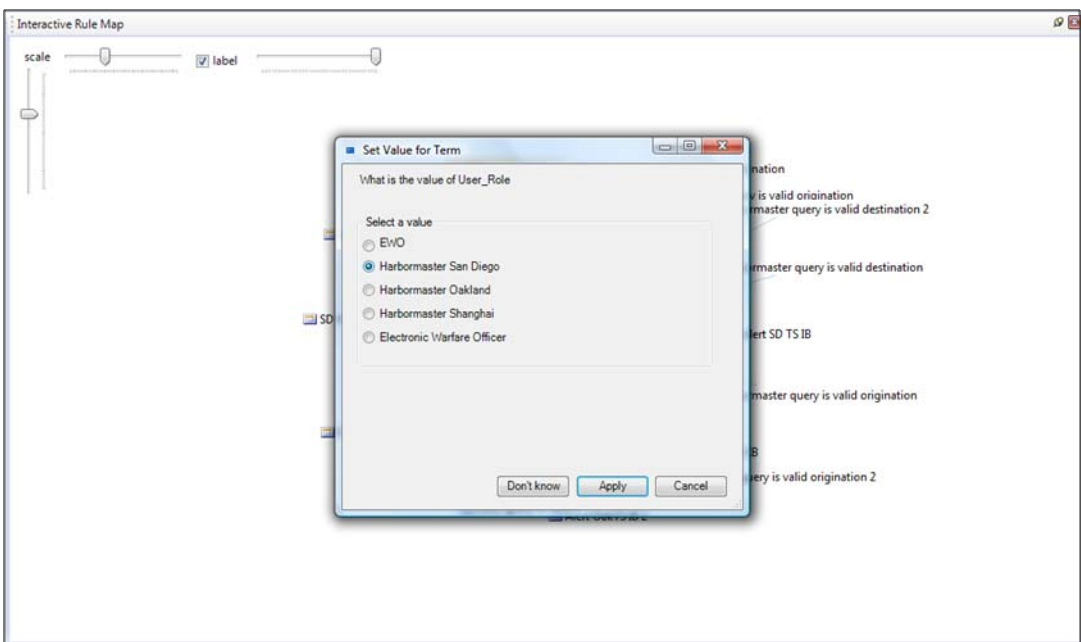 Interactive Rule Map
scale
label
Set Value for Term
What is the value of User_Role
nation
is valid origination
rmaster query is valid destination 2
Select a value
EWO
Harbormaster San Diego
rmaster query is valid destination
Harbormaster Oakland
Harbormaster Shanghai
SD
Electronic Warfare Officer
ert SD TS IB
master query is valid origination
B
ery is valid origination 2
Don't know
Apply
Cancel